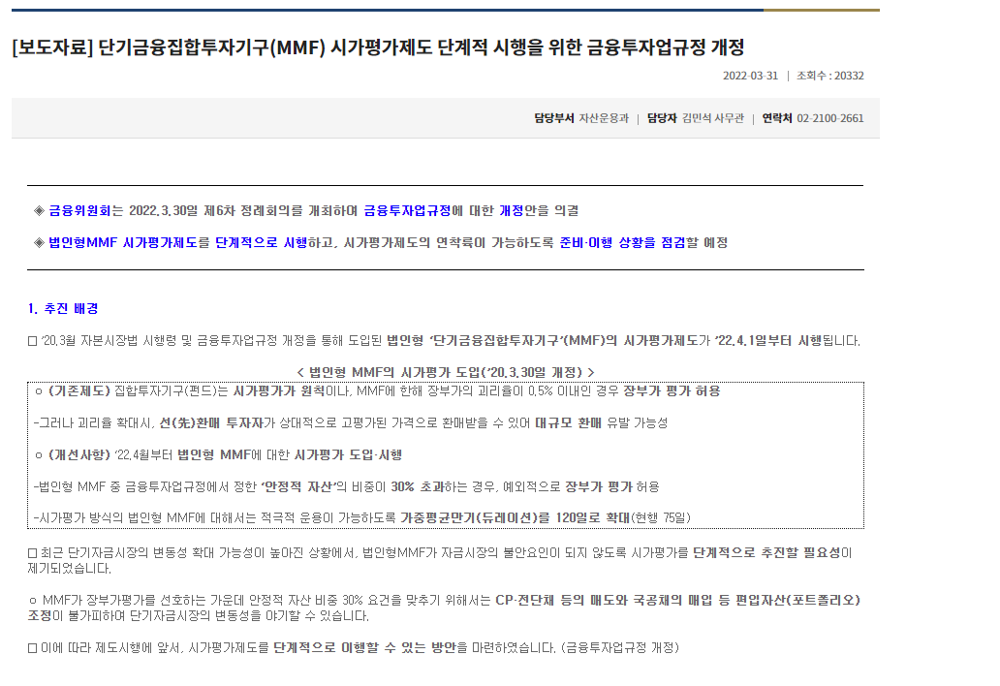 [보도자료] 단기금융집합투자기구(MMF) 시가평가제도 단계적 시행을 위한 금융투자업규정 개정
2022-03-31 | 조회수 : 20332
담당부서 자산운용과 | 담당자 김민석 사무관 | 연락처 02-2100-2661
◈ 금융위원회는 2022.3.30일 제6차 정례회의를 개최하여 금융투자업규정에 대한 개정안을 의결
◈ 법인형MMF 시가평가제도를 단계적으로 시행하고, 시가평가제도의 연착륙이 가능하도록 준비·이행 상황을 점검할 예정
1. 추진 배경
□ ‘20.3월 자본시장법 시행령 및 금융투자업규정 개정을 통해 도입된 법인형 ‘단기금융집합투자기구’(MMF)의 시가평가제도가 ’22.4.1일부터 시행됩니다.
< 법인형 MMF의 시가평가 도입(‘20.3.30일 개정) >
ㅇ (기존제도) 집합투자기구(펀드)는 시가평가가 원칙이나, MMF에 한해 장부가의 괴리율이 0.5% 이내인 경우 장부가 평가 허용
-그러나 괴리율 확대시, 선(先)환매 투자자가 상대적으로 고평가된 가격으로 환매받을 수 있어 대규모 환매 유발 가능성
ㅇ (개선사항) ‘22.4월부터 법인형 MMF에 대한 시가평가 도입·시행
-법인형 MMF 중 금융투자업규정에서 정한 ‘안정적 자산’의 비중이 30% 초과하는 경우, 예외적으로 장부가 평가 허용
-시가평가 방식의 법인형 MMF에 대해서는 적극적 운용이 가능하도록 가중평균만기(듀레이션)를 120일로 확대(현행 75일)
□ 최근 단기자금시장의 변동성 확대 가능성이 높아진 상황에서, 법인형MMF가 자금시장의 불안요인이 되지 않도록 시가평가를 단계적으로 추진할 필요성이
제기되었습니다.
ㅇ MMF가 장부가평가를 선호하는 가운데 안정적 자산 비중 30% 요건을 맞추기 위해서는 CP·전단채 등의 매도와 국공채의 매입 등 편입자산(포트폴리오)
조정이 불가피하여 단기자금시장의 변동성을 야기할 수 있습니다.
□ 이에 따라 제도시행에 앞서, 시가평가제도를 단계적으로 이행할 수 있는 방안을 마련하였습니다. (금융투자업규정 개정)